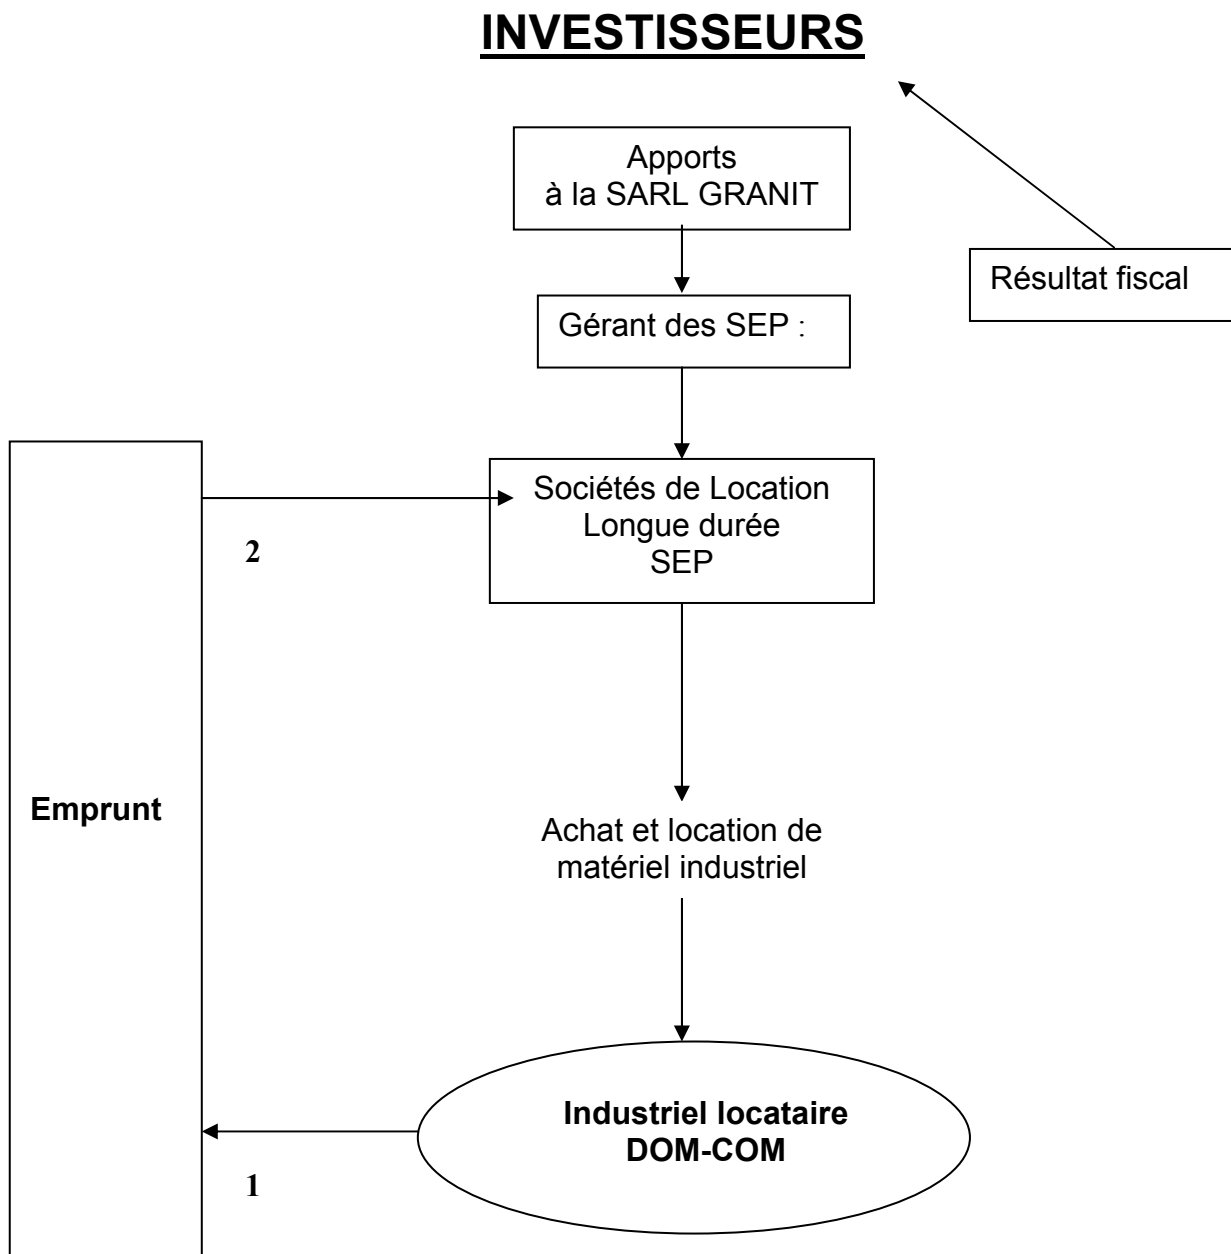 INVESTISSEURS
Apports
à la SARL GRANIT
Résultat fiscal
Gérant des SEP :
Sociétés de Location
Longue durée
SEP
2
Emprunt
Achat et location de
matériel industriel
Industriel locataire
DOM-COM
1